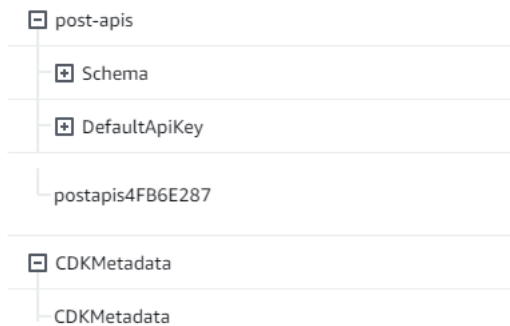 post-apis
Schema
DefaultApiKey
postapis4FB6E287
CDKMetadata
CDKMetadata